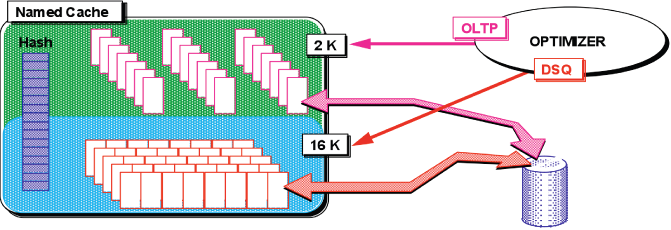 Named Cache
Hash
2 K
OLTP
OPTIMIZER
DSQ
16 K